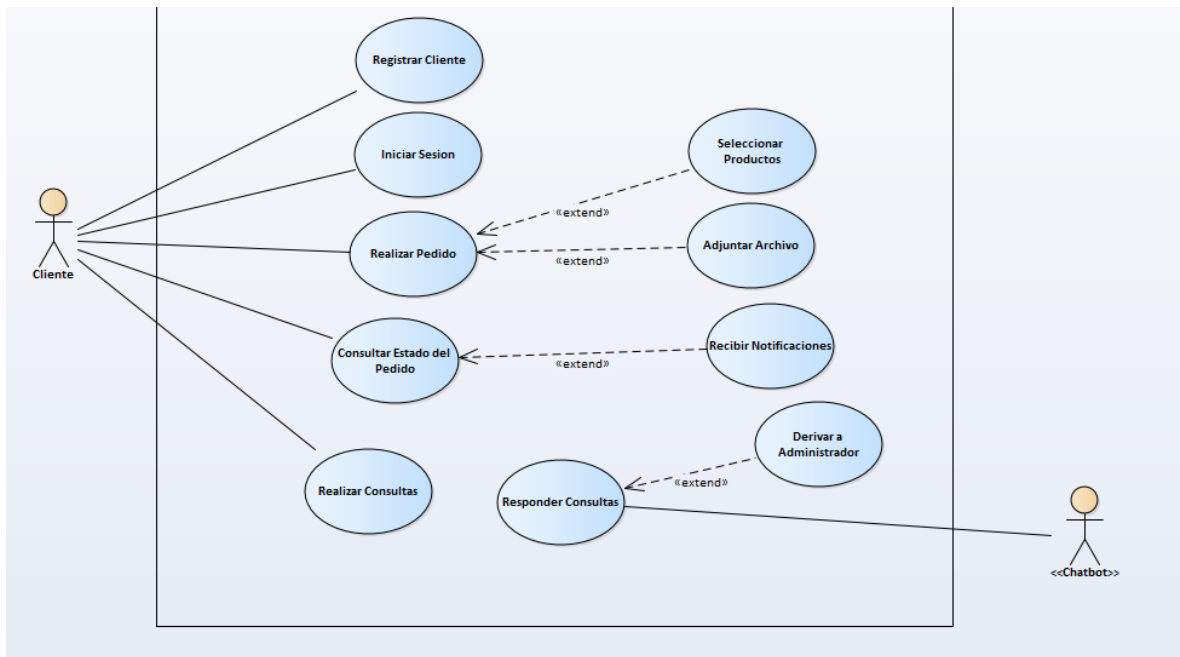 Registrar Cliente
Iniciar Sesion
Seleccionar
Productos
«extend»
Cliente
Realizar Pedido
Adjuntar Archivo
«extend»
Consultar Estado del
Pedido
Recibir Notificaciones
«extend»
Derivar a
Administrador
«extend»
Realizar Consultas
Responder Consultas
<<Chatbot>>